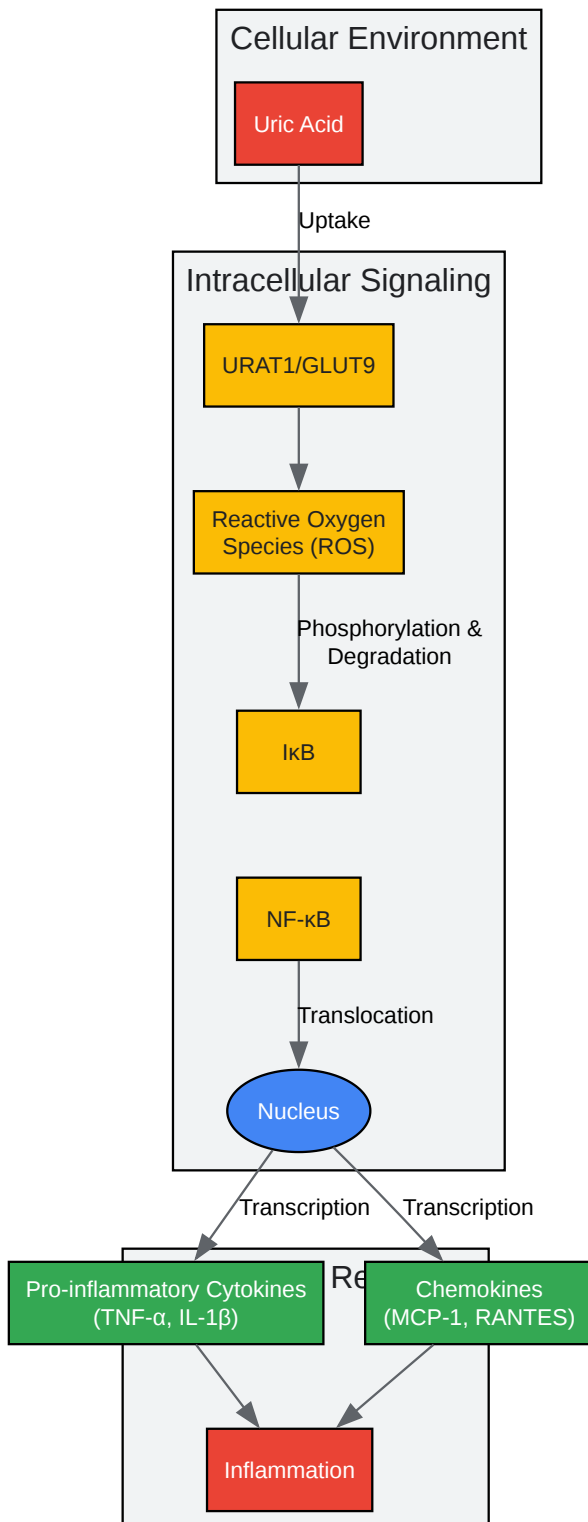 Cellular Environment
Uric Acid
Uptake
Intracellular Signaling
URAT1/GLUT9
Reactive Oxygen
Species (ROS)
Phosphorylation &
Degradation
IκB
NF-κB
Translocation
Nucleus
Transcription
Transcription
Pro-inflammatory Cytokines
(TNF-α, IL-1β)
Chemokines
(MCP-1, RANTES)
Inflammation